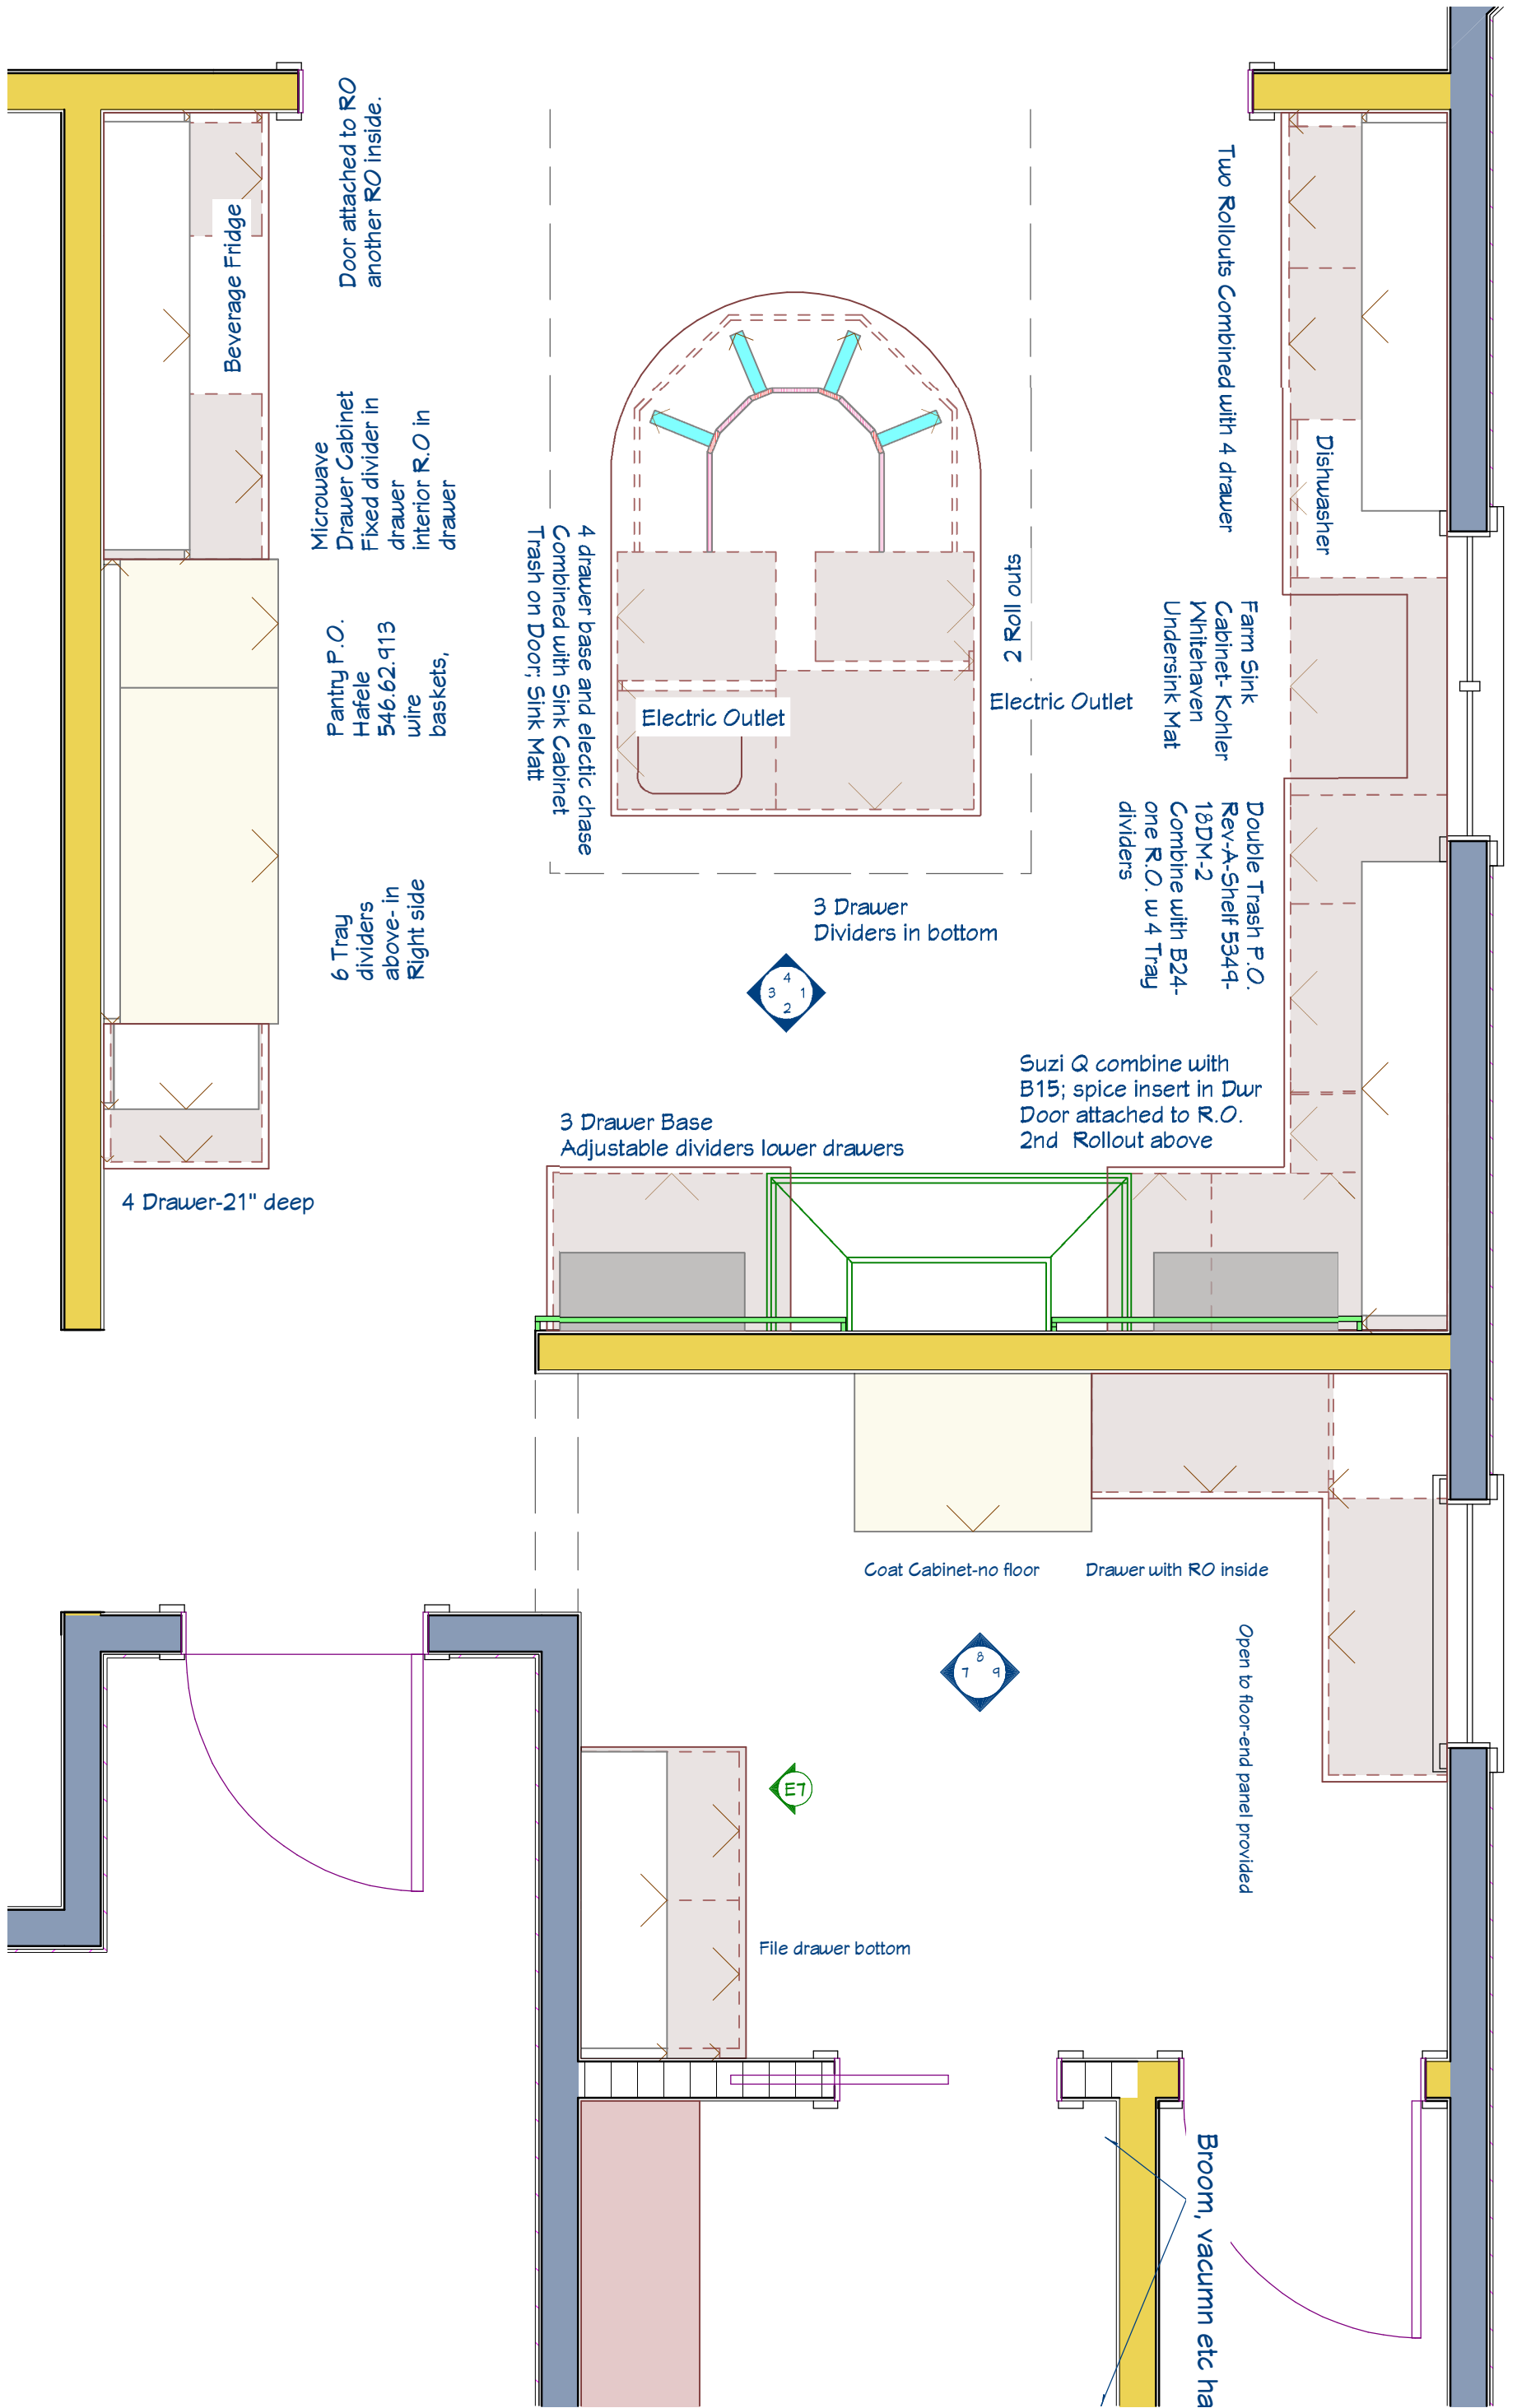 Door attached to RO
another RO inside.
Beverage Fridge
Two Rollouts Combined with 4 drawer
Microwave
Drawer Cabinet
Fixed divider in
drawer
interior R.O in
drawer
Dishwasher
4 drawer base and electic chase
Combined with Sink Cabinet
Trash on Door; Sink Matt
2 Roll outs
Farm Sink
Cabinet- Kohler
Whitehaven
Undersink Mat
Pantry P.O.
Hafele
546.62.913
wire
baskets,
Electric Outlet
Electric Outlet
Double Trash P.O.
Rev-A-Shelf 5349-
18DM-2
Combine with B24-
one R.O. w 4 Tray
dividers
6 Tray
dividers
above- in
Right side
3 Drawer
Dividers in bottom
4
3 1
2
Suzi Q combine with
B15; spice insert in Dwr
Door attached to R.O.
2nd Rollout above
3 Drawer Base
Adjustable dividers lower drawers
4 Drawer-21" deep
Coat Cabinet-no floor
Drawer with RO inside
8
7 9
Open to floor-end panel provided
E7
File drawer bottom
Broom, vacumn etc ha